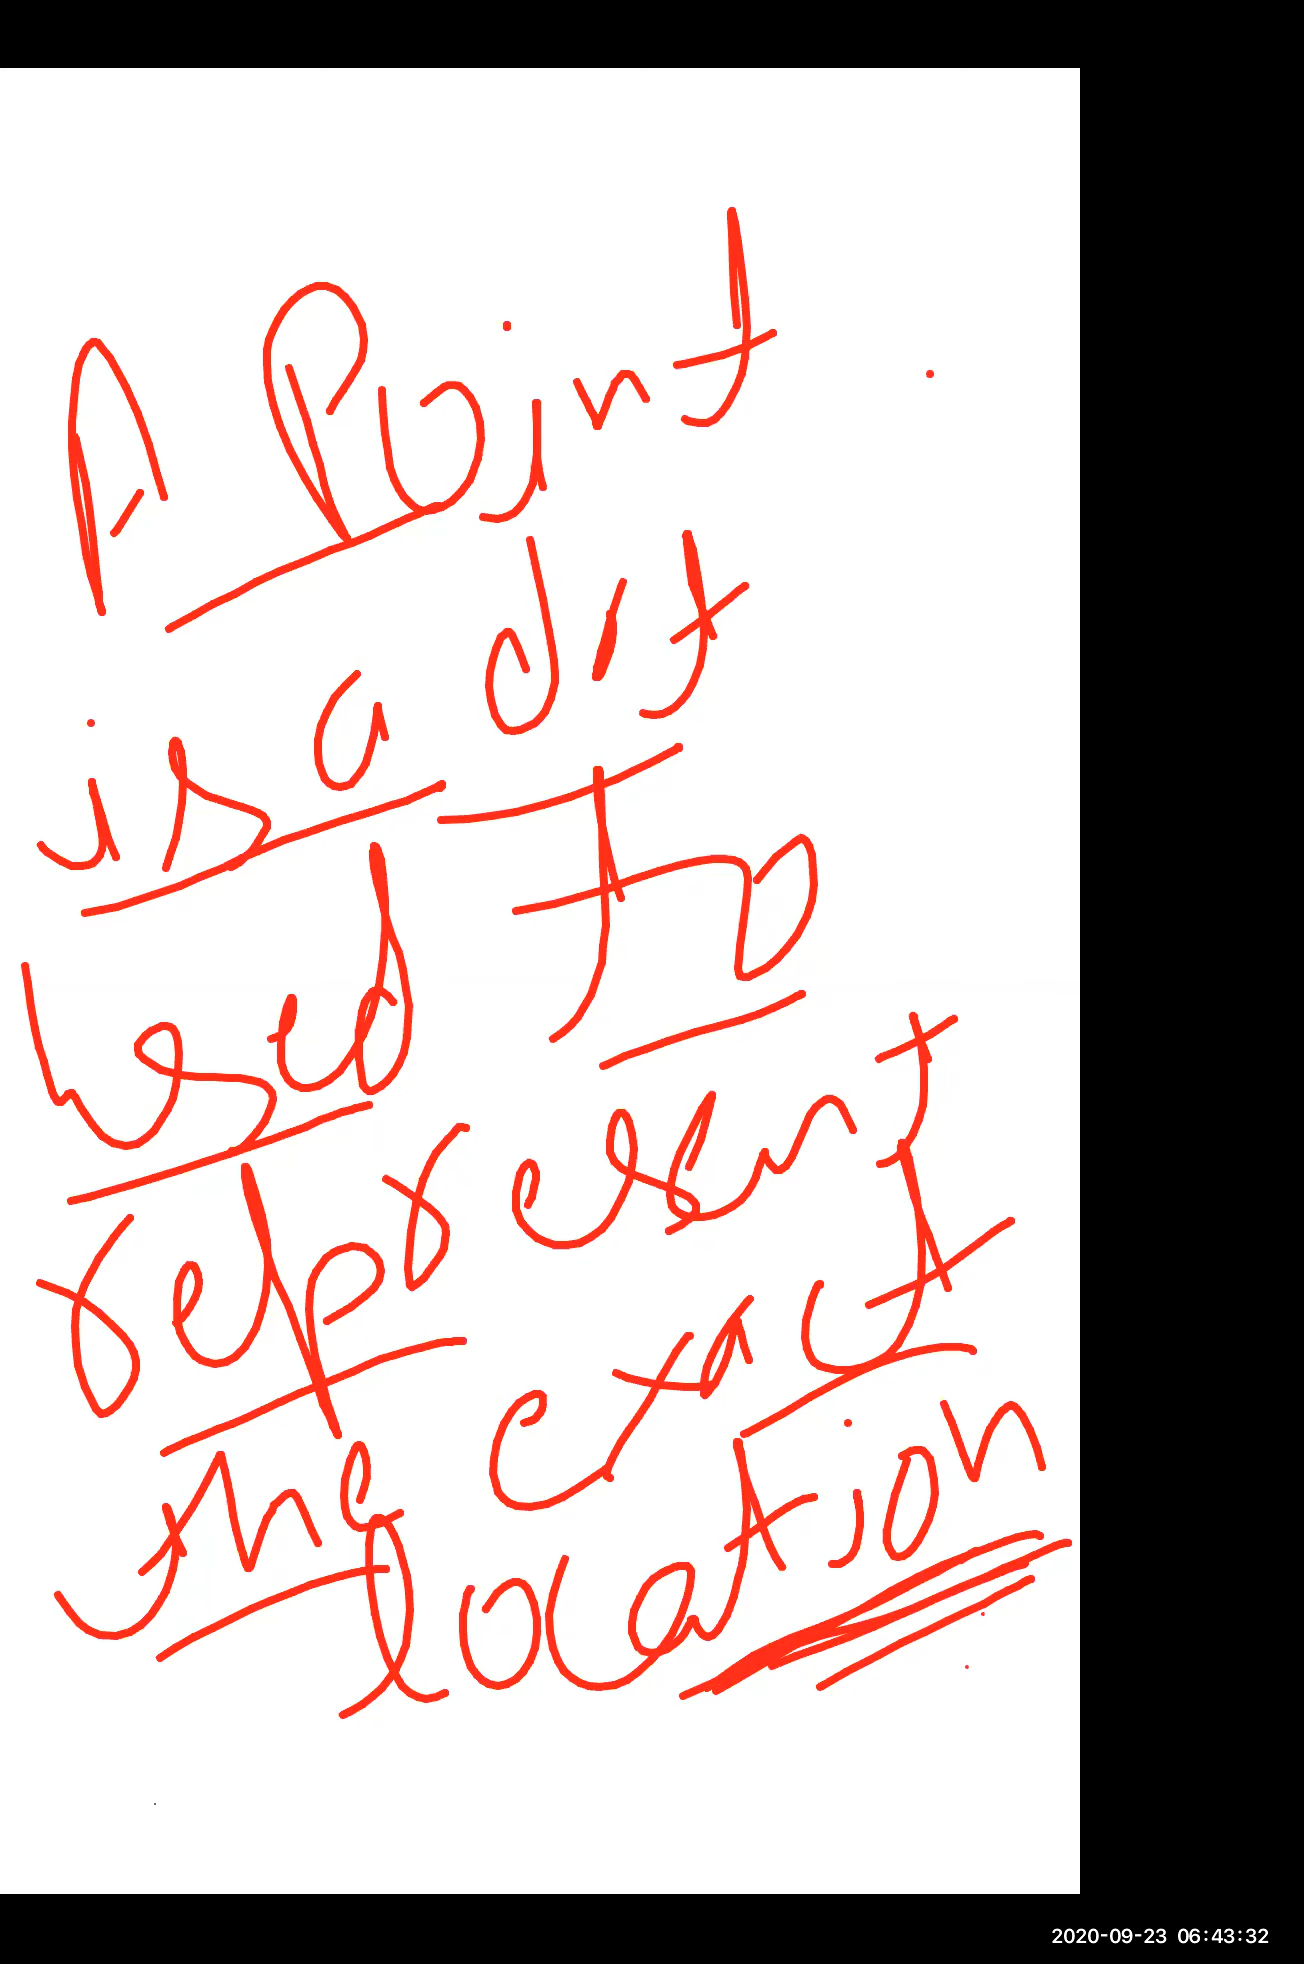 A Point
is a dot
used to
represent
the exact
location
2020-09-23 06:43:32